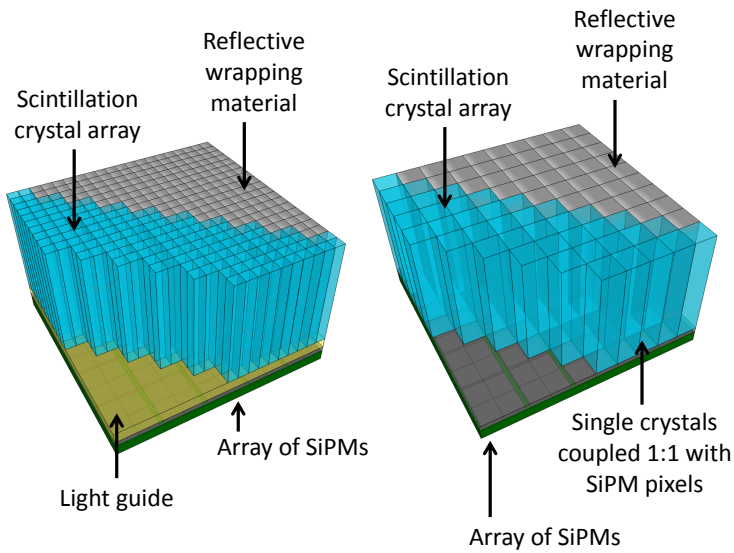 Reflective
wrapping
material
Scintillation
crystal array
Array of SiPMs
Light guide
Reflective
wrapping
material
Scintillation
crystal array
Single crystals
coupled 1:1 with
SiPM pixels
Array of SiPMs